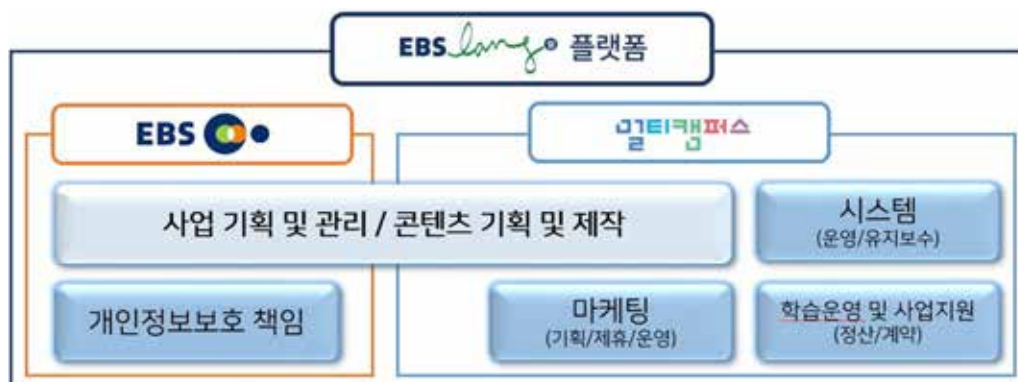 EBS lang 플랫폼
EBS
멀티캠퍼스
사업 기획 및 관리 / 콘텐츠 기획 및 제작
시스템
(운영/유지보수)
개인정보보호 책임
마케팅
(기획/제휴/운영)
학습운영 및 사업지원
(정산/계약)